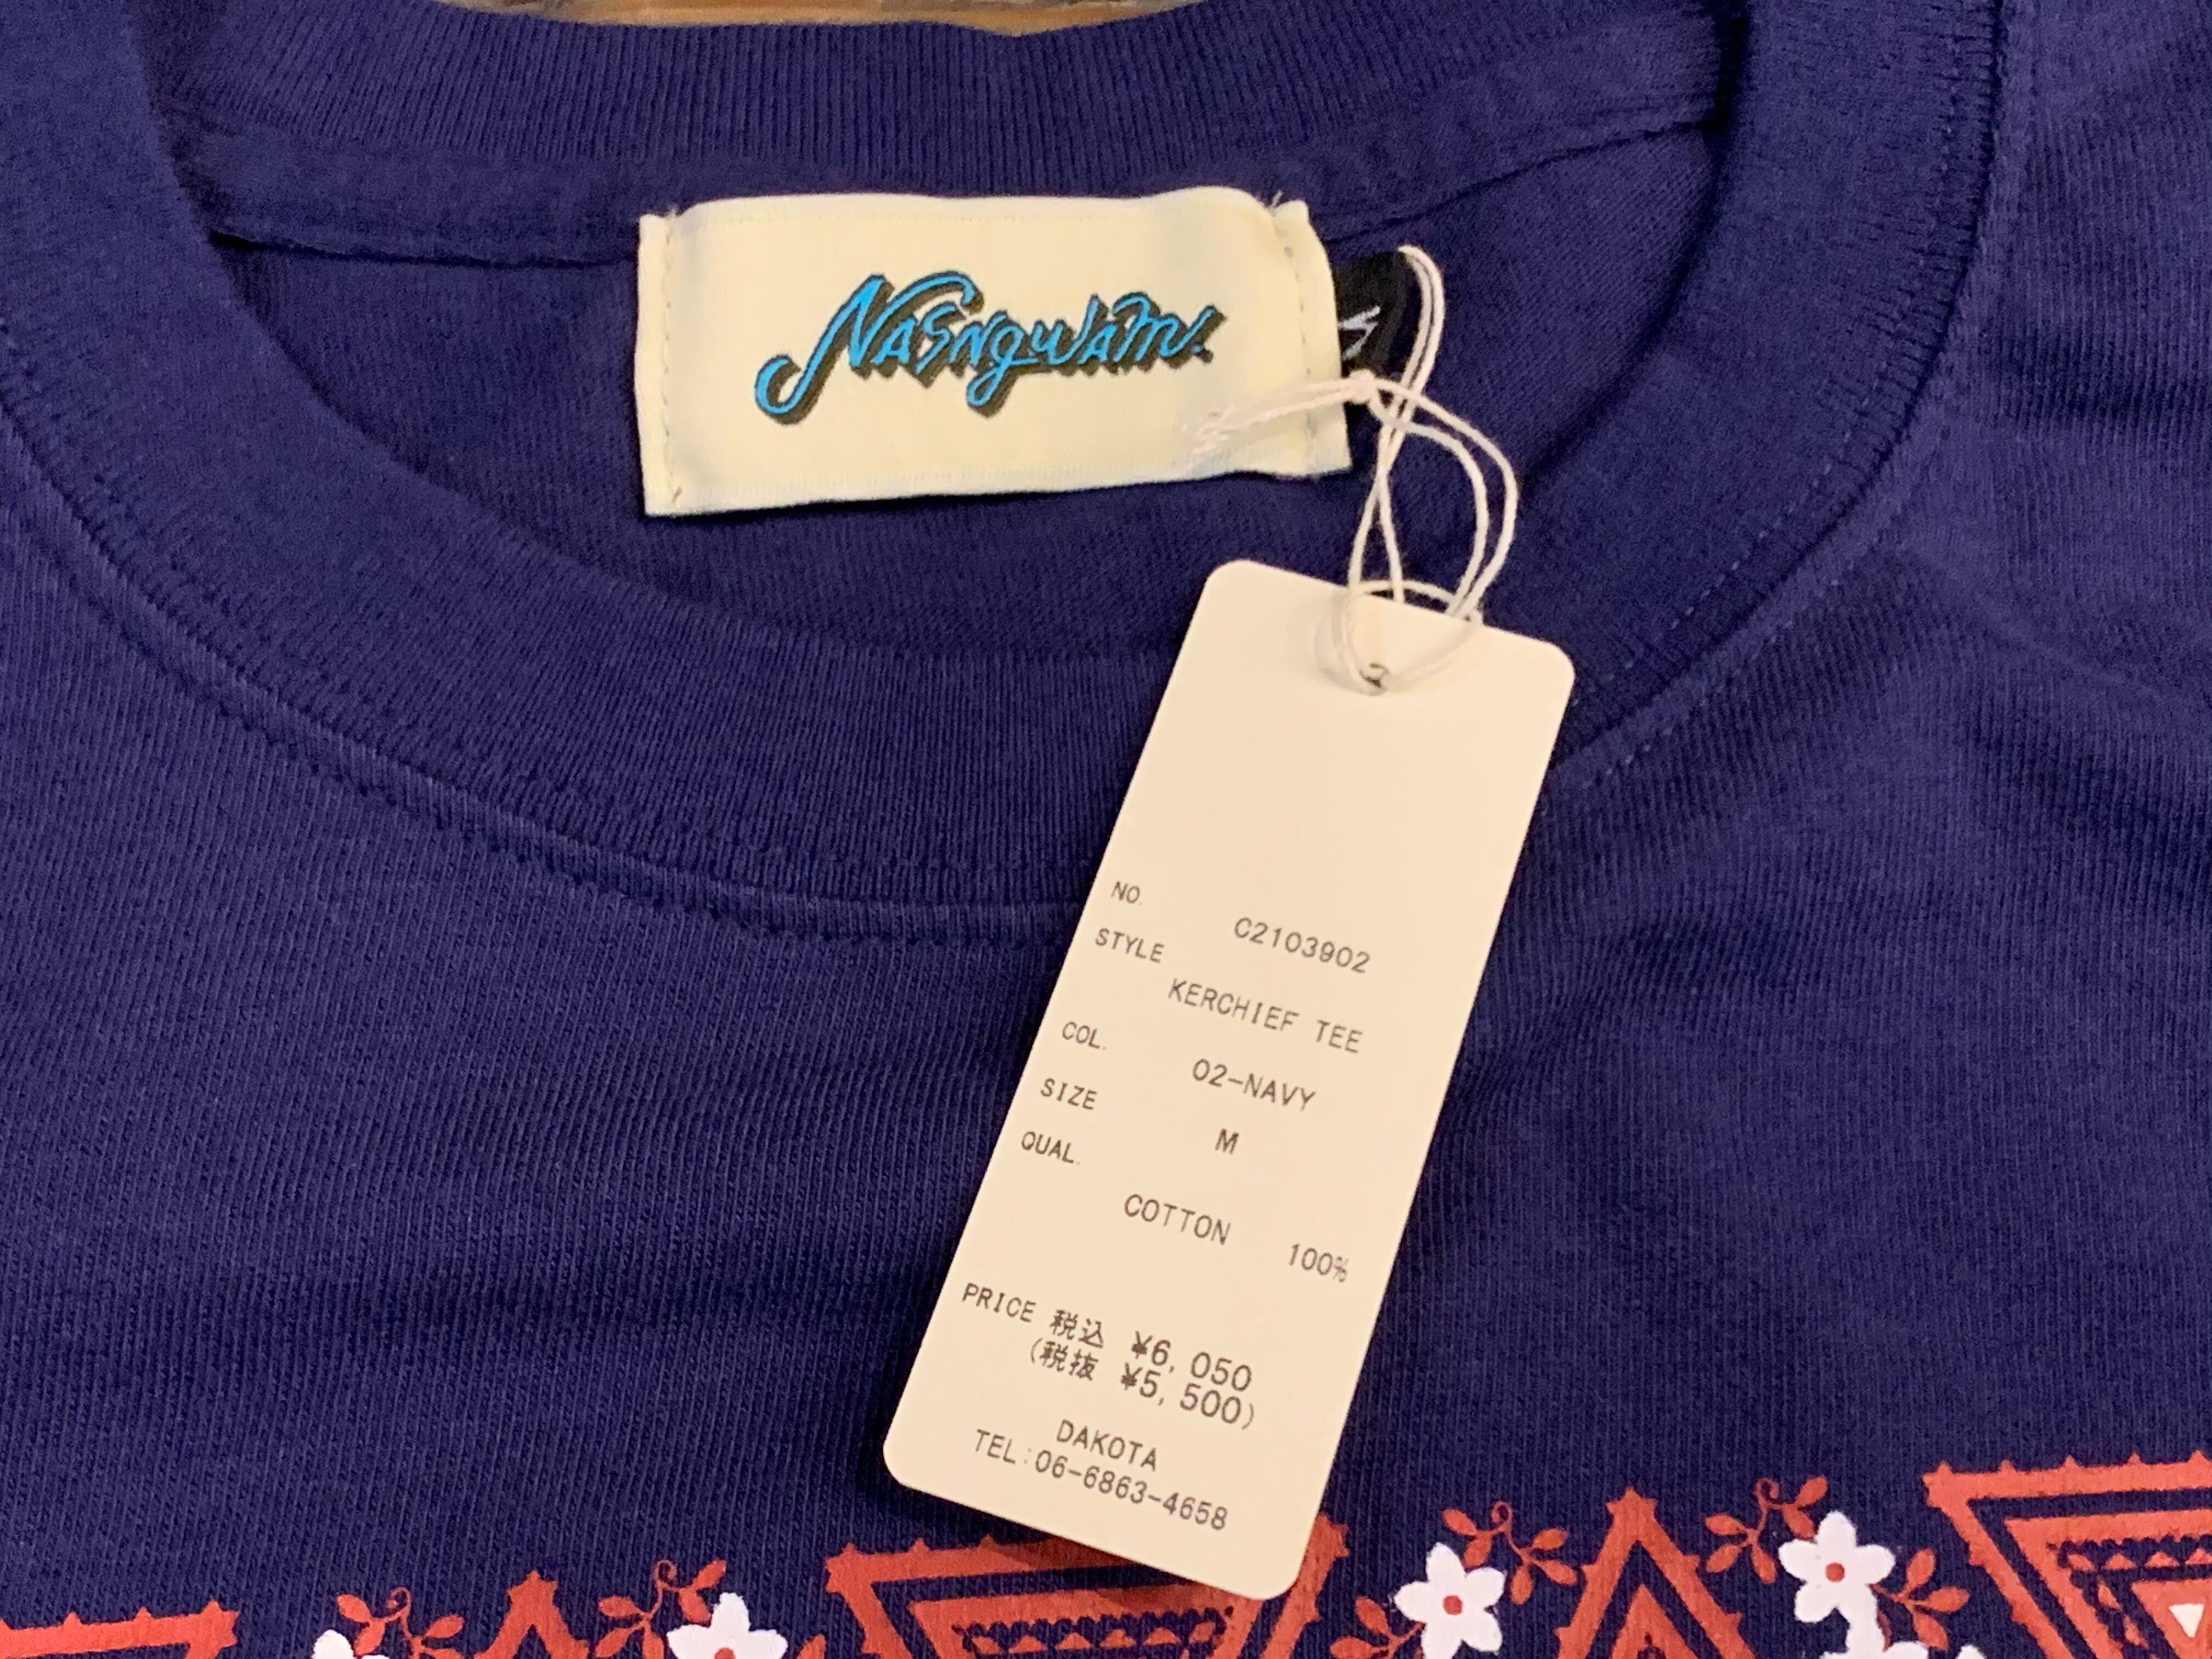 NASNGWAM.
NO. C2103902
STYLE
KERCHIEF TEE
COL. 02-NAVY
SIZE M
QUAL.
COTTON 100%
PRICE 税込 ¥6,050
(税抜 ¥5,500)
DAKOTA
TEL:06-6863-4658